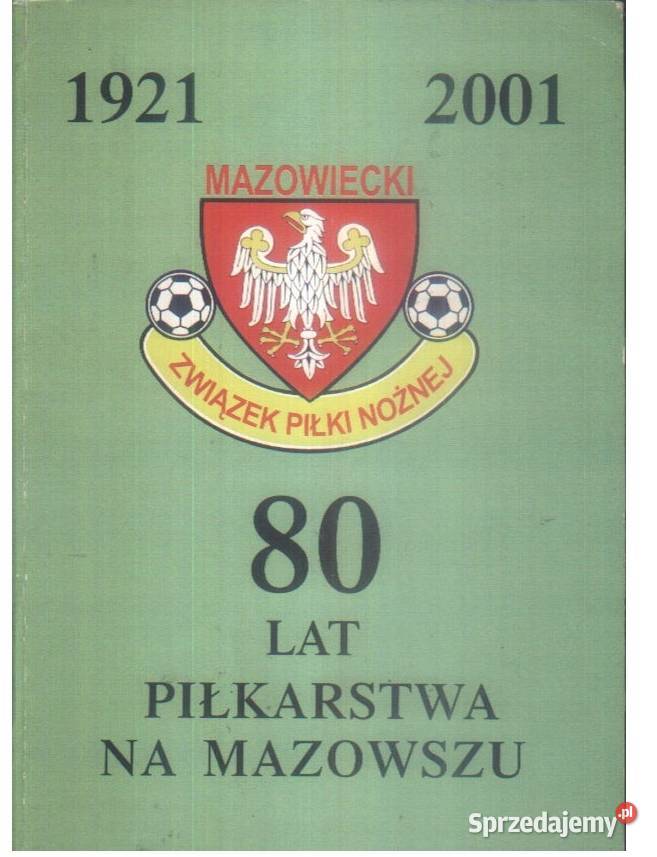 1921 2001
MAZOWIECKI
ZWIĄZEK PIŁKI NOŻNEJ
80
LAT
PIŁKARSTWA
NA MAZOWSZU
Sprzedajemy.pl